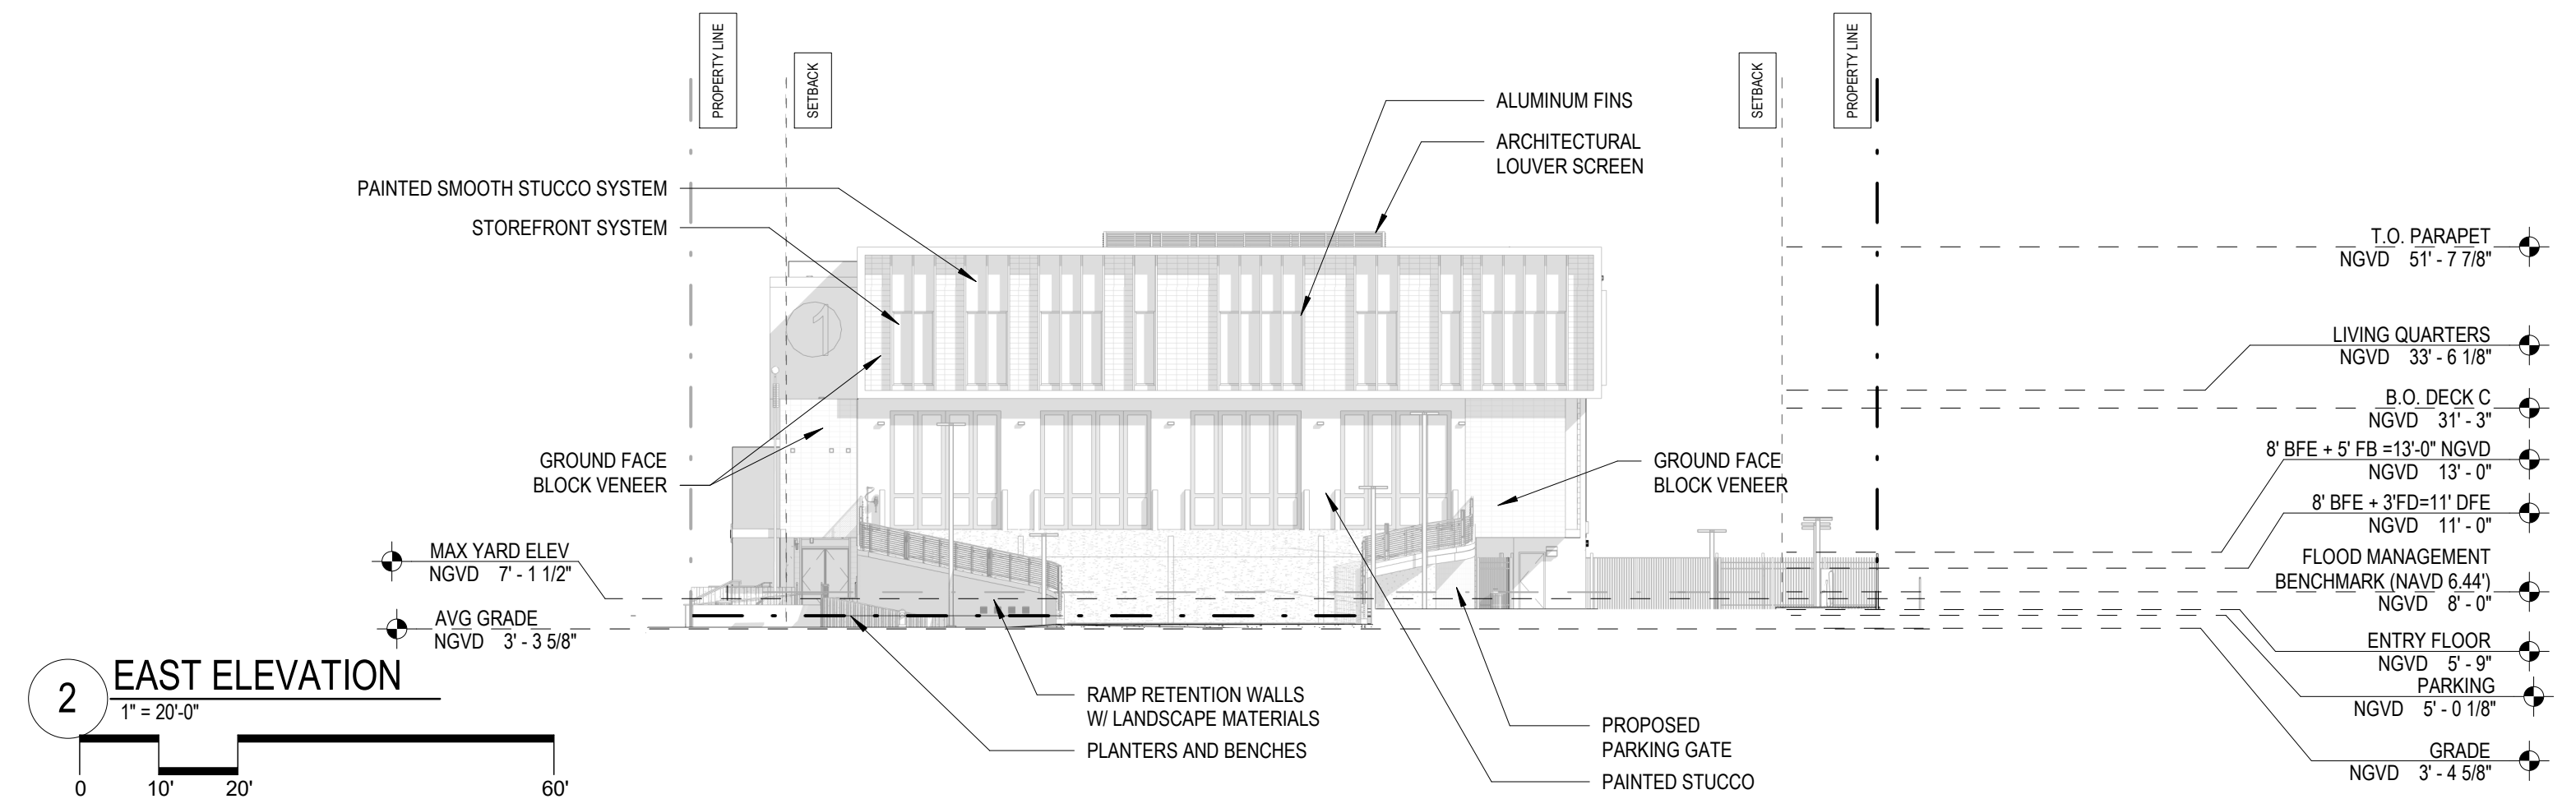 PROPERTY LINE
SETBACK
SETBACK
PROPERTY LINE
ALUMINUM FINS
ARCHITECTURAL
LOUVER SCREEN
PAINTED SMOOTH STUCCO SYSTEM
STOREFRONT SYSTEM
1
GROUND FACE
BLOCK VENEER
GROUND FACE
BLOCK VENEER
T.O. PARAPET
NGVD 51' - 7 7/8"
LIVING QUARTERS
NGVD 33' - 6 1/8"
B.O. DECK C
NGVD 31' - 3"
8' BFE + 5' FB =13'-0" NGVD
NGVD 13' - 0"
8' BFE + 3'FD=11' DFE
NGVD 11' - 0"
FLOOD MANAGEMENT
BENCHMARK (NAVD 6.44')
NGVD 8' - 0"
ENTRY FLOOR
NGVD 5' - 9"
PARKING
NGVD 5' - 0 1/8"
GRADE
NGVD 3' - 4 5/8"
MAX YARD ELEV
NGVD 7' - 1 1/2"
AVG GRADE
NGVD 3' - 3 5/8"
RAMP RETENTION WALLS
W/ LANDSCAPE MATERIALS
PLANTERS AND BENCHES
PROPOSED
PARKING GATE
PAINTED STUCCO
2
EAST ELEVATION
1" = 20'-0"
0 10' 20' 60'